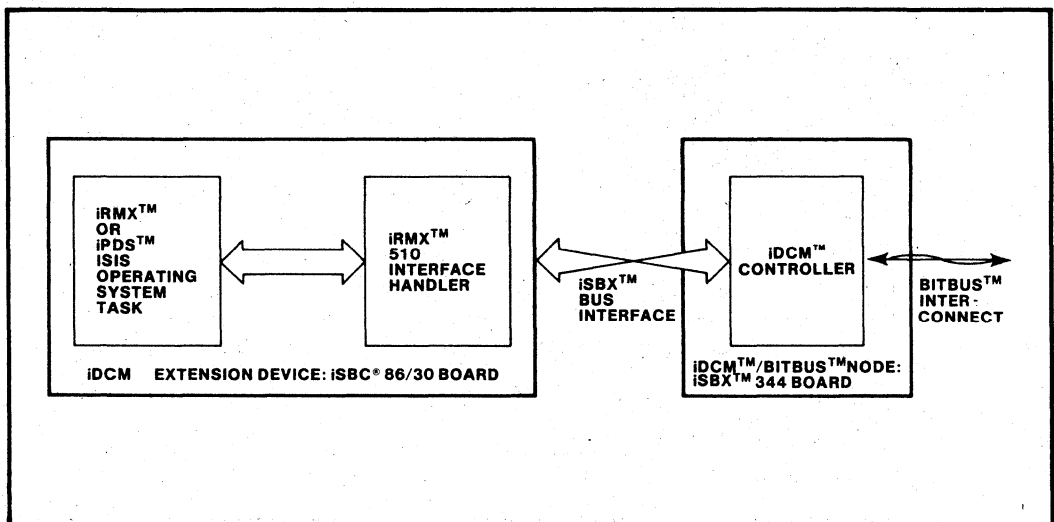 iRMX™
OR
iPDS™
ISIS
OPERATING
SYSTEM
TASK
iRMX™
510
INTERFACE
HANDLER
iDCM EXTENSION DEVICE: iSBC® 86/30 BOARD
iSBX™
BUS
INTERFACE
iDCM™
CONTROLLER
iDCM™/BITBUS™NODE:
iSBX™ 344 BOARD
BITBUS™
INTER-
CONNECT